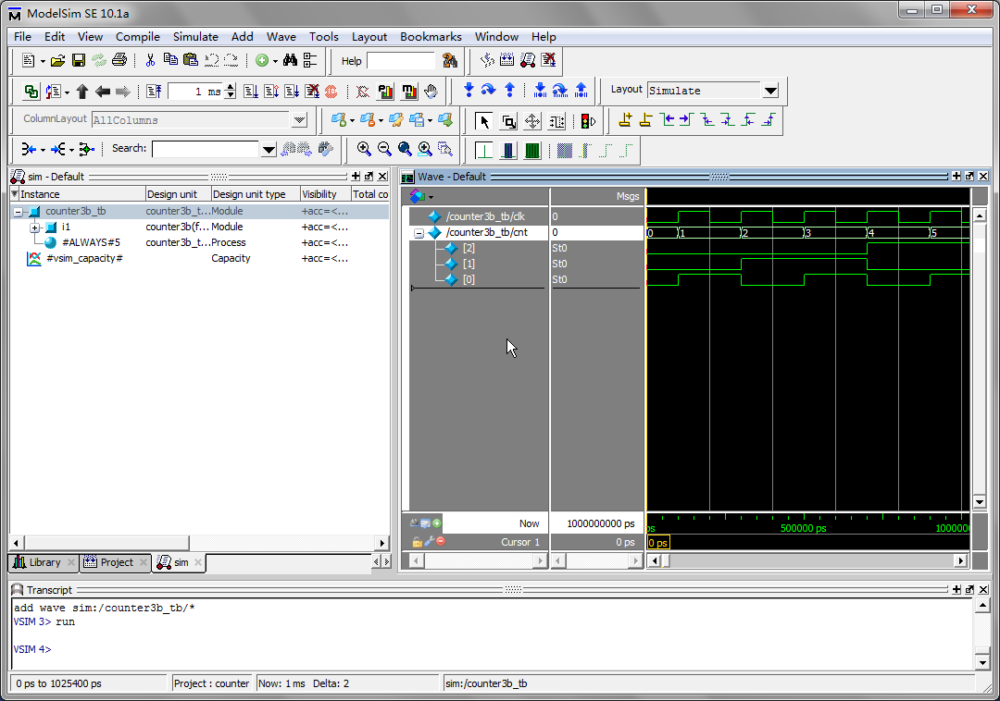 ModelSim SE 10.1a
File Edit View Compile Simulate Add Wave Tools Layout Bookmarks Window Help
Help
1 ms
Layout Simulate
ColumnLayout AllColumns
Search:
sim - Default
Instance Design unit Design unit type Visibility Total co
counter3b_tb counter3b_t... Module +acc=<...
i1 counter3b(f... Module +acc=<...
#ALWAYS#5 counter3b_t... Process +acc=<...
#vsim_capacity# Capacity +acc=<...
Library Project sim
Wave - Default
Msgs
/counter3b_tb/clk 0
/counter3b_tb/cnt 0 0 1 2 3 4 5
[2] St0
[1] St0
[0] St0
Now 1000000000 ps ps 500000 ps 1000000
Cursor 1 0 ps 0 ps
Transcript
add wave sim:/counter3b_tb/*
VSIM 3> run
VSIM 4>
0 ps to 1025400 ps Project : counter Now: 1 ms Delta: 2 sim:/counter3b_tb